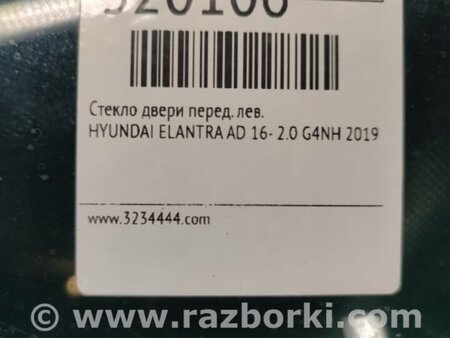 Стекло двери перед. лев.
HYUNDAI ELANTRA AD 16- 2.0 G4NH 2019
www.3234444.com
© www.razborki.com